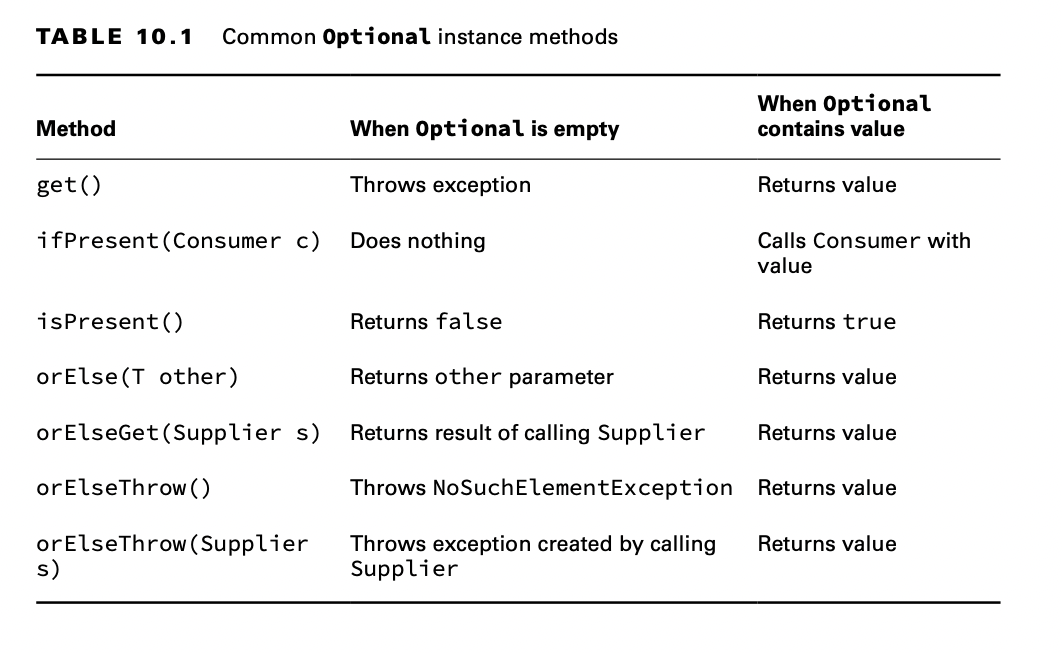 TABLE 10.1 Common Optional instance methods
Method When Optional is empty When Optional
contains value
get() Throws exception Returns value
ifPresent(Consumer c) Does nothing Calls Consumer with
value
isPresent() Returns false Returns true
orElse(T other) Returns other parameter Returns value
orElseGet(Supplier s) Returns result of calling Supplier Returns value
orElseThrow() Throws NoSuchElementException Returns value
orElseThrow(Supplier Throws exception created by calling Returns value
s) Supplier